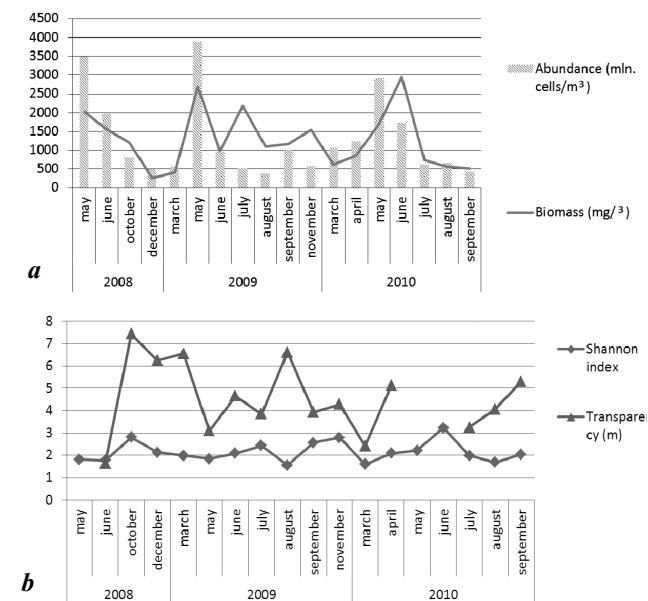 4500
4000
3500
3000
2500
2000
1500
1000
500
0
may
june
october
december
march
may
june
july
august
september
november
march
april
may
june
july
august
september
2008
2009
2010
Abundance (mln.
cells/m³)
Biomass (mg/³)
a
8
7
6
5
4
3
2
1
0
may
june
october
december
march
may
june
july
august
september
november
march
april
may
june
july
august
september
2008
2009
2010
Shannon
index
Transparen
cy (m)
b